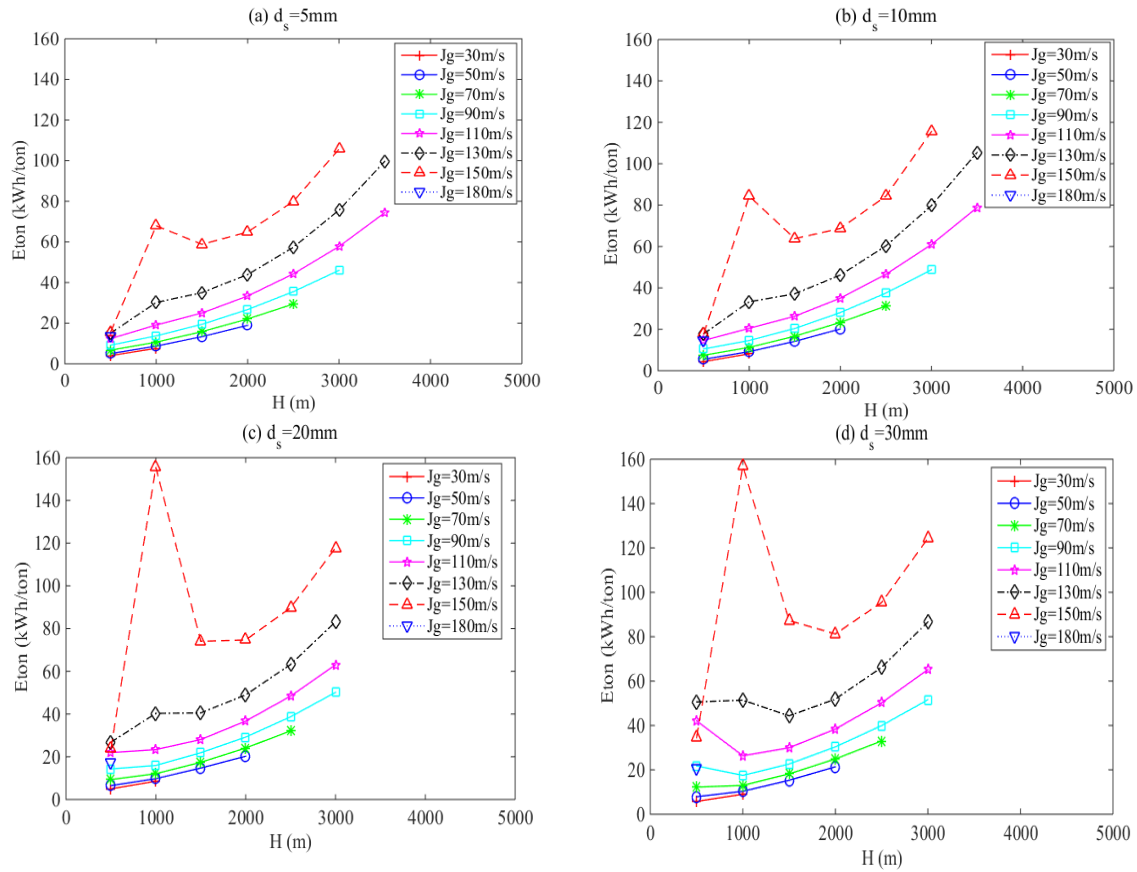 (a) d_s=5mm
160
140
120
100
80
60
40
20
0
Eton (kWh/ton)
Jg=30m/s
Jg=50m/s
Jg=70m/s
Jg=90m/s
Jg=110m/s
Jg=130m/s
Jg=150m/s
Jg=180m/s
0 1000 2000 3000 4000 5000
H (m)
(b) d_s=10mm
160
140
120
100
80
60
40
20
0
Eton (kWh/ton)
Jg=30m/s
Jg=50m/s
Jg=70m/s
Jg=90m/s
Jg=110m/s
Jg=130m/s
Jg=150m/s
Jg=180m/s
0 1000 2000 3000 4000 5000
H (m)
(c) d_s=20mm
160
140
120
100
80
60
40
20
0
Eton (kWh/ton)
Jg=30m/s
Jg=50m/s
Jg=70m/s
Jg=90m/s
Jg=110m/s
Jg=130m/s
Jg=150m/s
Jg=180m/s
0 1000 2000 3000 4000 5000
H (m)
(d) d_s=30mm
160
140
120
100
80
60
40
20
0
Eton (kWh/ton)
Jg=30m/s
Jg=50m/s
Jg=70m/s
Jg=90m/s
Jg=110m/s
Jg=130m/s
Jg=150m/s
Jg=180m/s
0 1000 2000 3000 4000 5000
H (m)